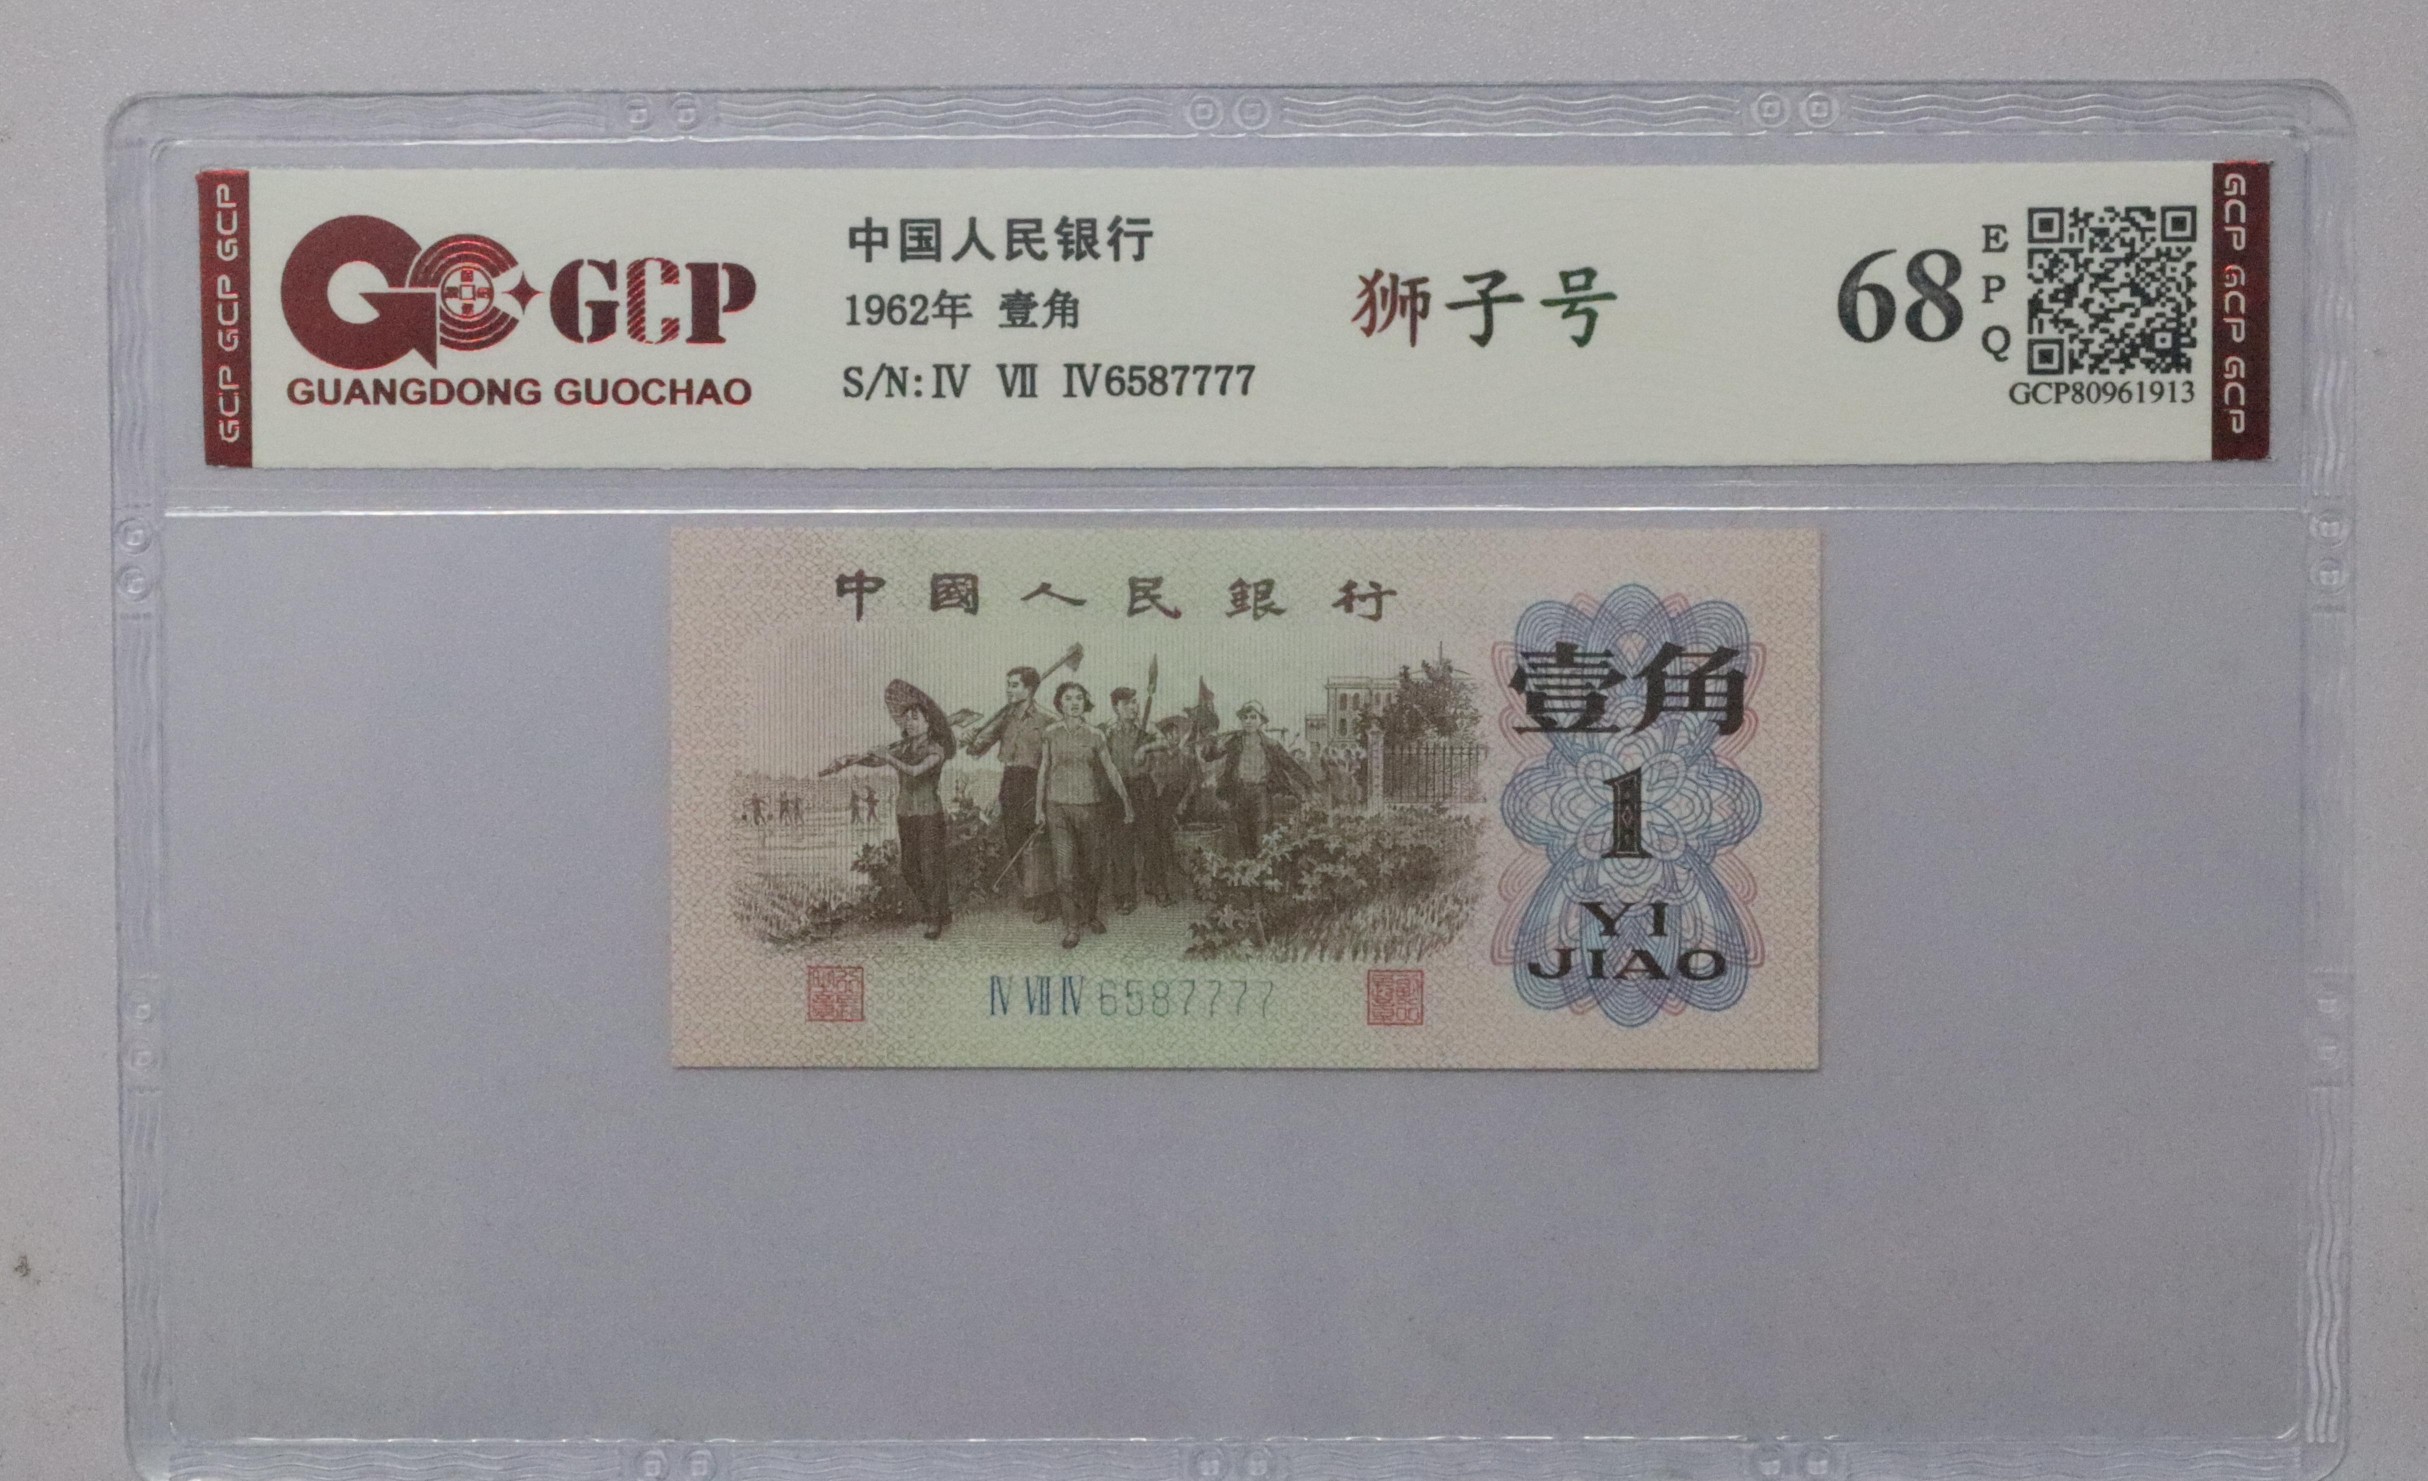 GCP GCP GCP
GCP
GUANGDONG GUOCHAO
中国人民银行
1962年 壹角
S/N:Ⅳ Ⅶ Ⅳ6587777
狮子号
68
E
P
Q
GCP80961913
GCP GCP GCP
中國人民銀行
壹角
1
YI
JIAO
Ⅳ Ⅶ Ⅳ 6587777